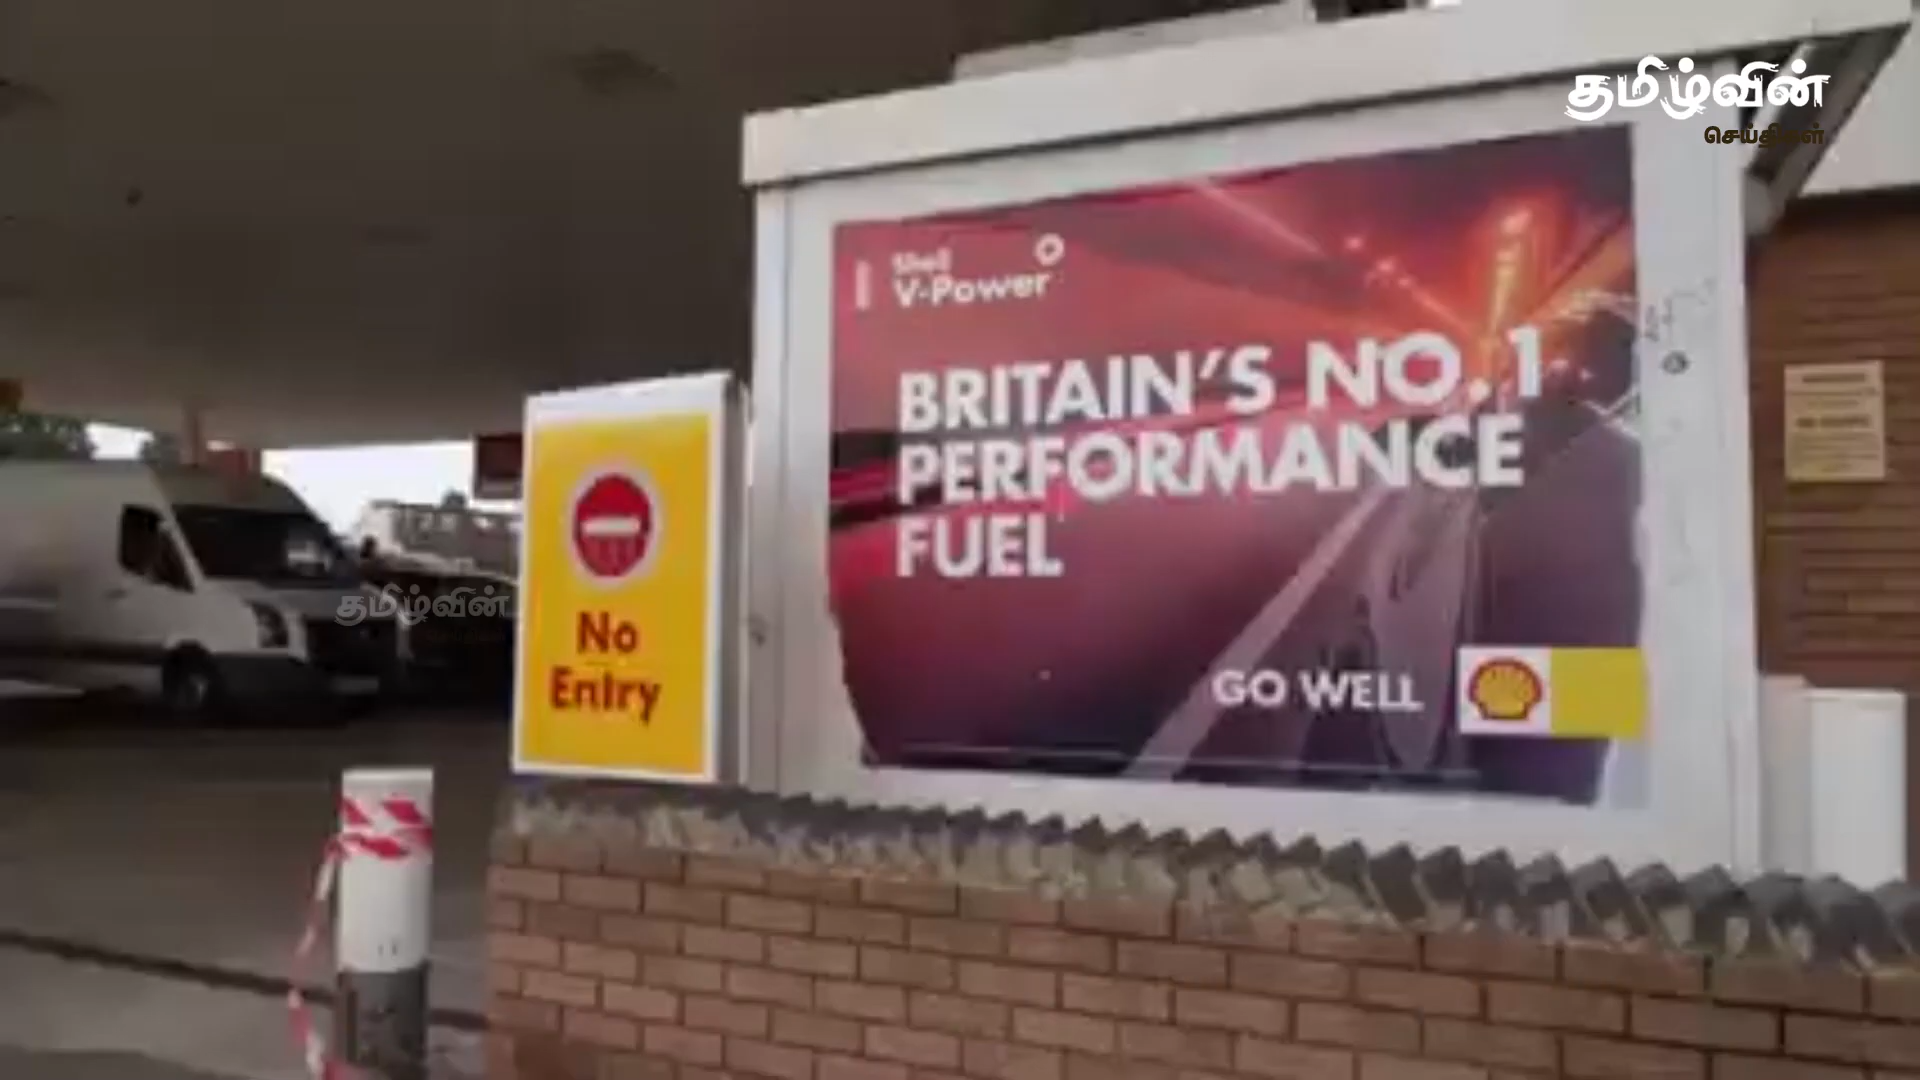 தமிழ்வின்
செய்திகள்
Shell
V-Power
BRITAIN'S NO.1
PERFORMANCE
FUEL
GO WELL
No
Entry
தமிழ்வின்